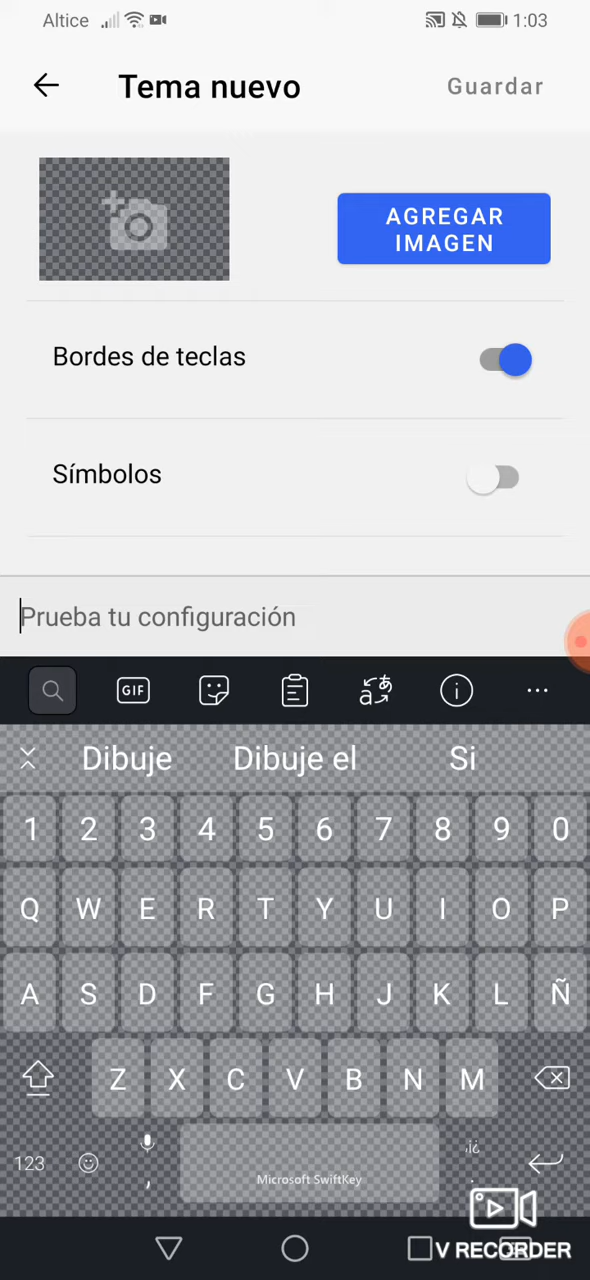 Altice 1:03
Tema nuevo Guardar
AGREGAR
IMAGEN
Bordes de teclas
Símbolos
Prueba tu configuración
GIF
Dibuje Dibuje el Si
1 2 3 4 5 6 7 8 9 0
Q W E R T Y U I O P
A S D F G H J K L Ñ
Z X C V B N M
123 , Microsoft SwiftKey .
V RECORDER